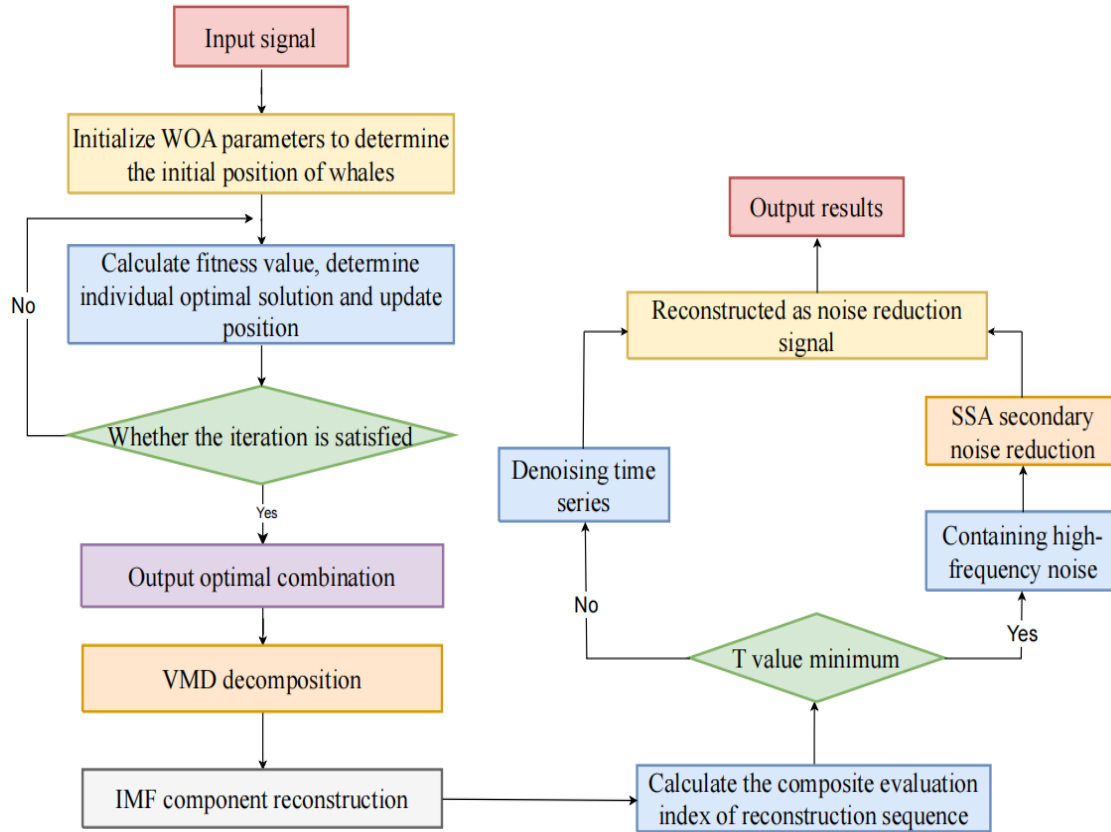 Input signal
Initialize WOA parameters to determine
the initial position of whales
Calculate fitness value, determine
individual optimal solution and update
position
No
Whether the iteration is satisfied
Yes
Output optimal combination
VMD decomposition
IMF component reconstruction
Calculate the composite evaluation
index of reconstruction sequence
T value minimum
No
Yes
Denoising time
series
Containing high-
frequency noise
SSA secondary
noise reduction
Reconstructed as noise reduction
signal
Output results